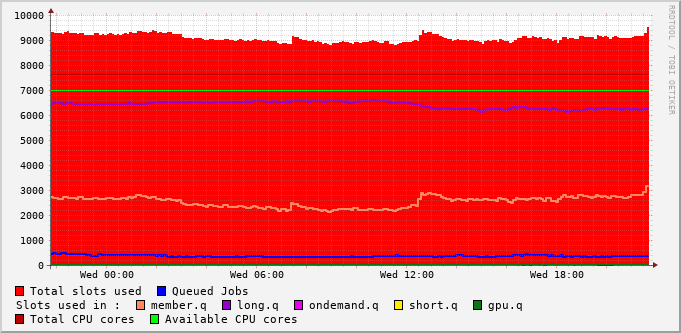 10000
9000
8000
7000
6000
5000
4000
3000
2000
1000
0
Wed 00:00 Wed 06:00 Wed 12:00 Wed 18:00
RRDTOOL / TOBI OETIKER
Total slots used Queued Jobs
Slots used in : member.q long.q ondemand.q short.q gpu.q
Total CPU cores Available CPU cores